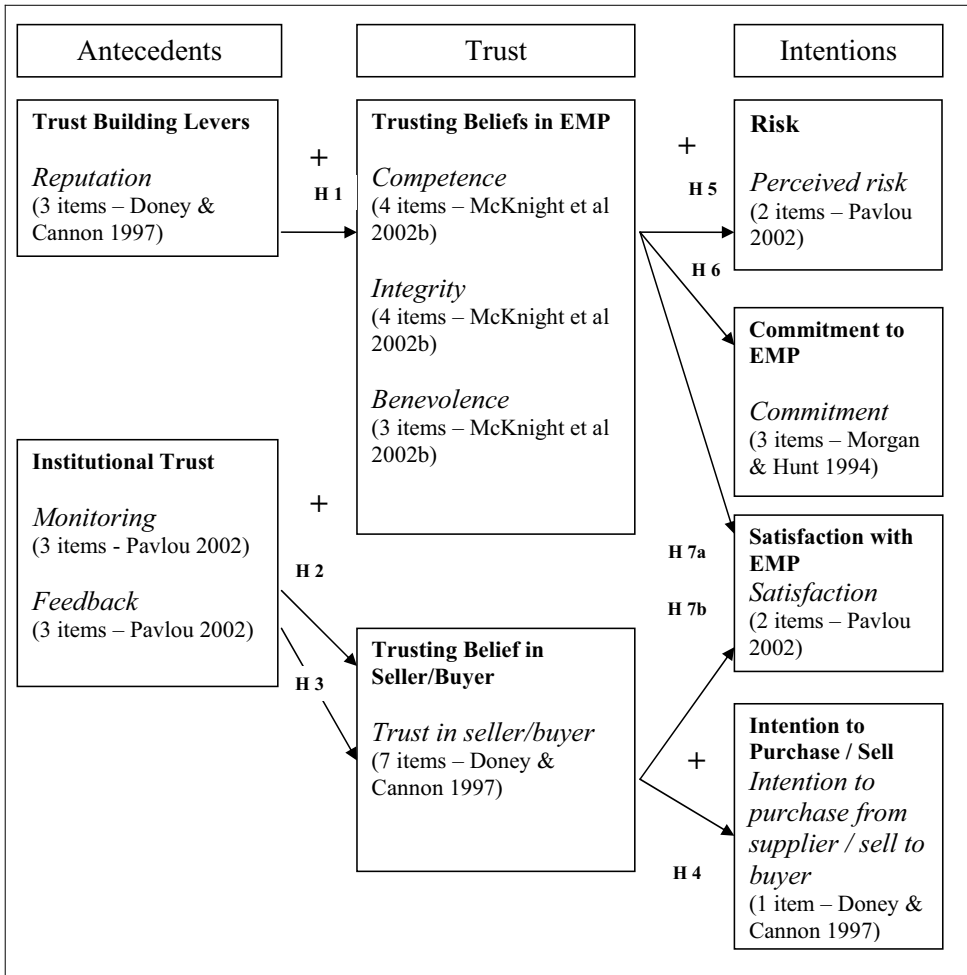 Antecedents
Trust
Intentions
Trust Building Levers
Reputation
(3 items – Doney &
Cannon 1997)
+
H 1
Trusting Beliefs in EMP
Competence
(4 items – McKnight et al
2002b)
Integrity
(4 items – McKnight et al
2002b)
Benevolence
(3 items – McKnight et al
2002b)
+
H 5
H 6
Risk
Perceived risk
(2 items – Pavlou
2002)
Commitment to
EMP
Commitment
(3 items – Morgan
& Hunt 1994)
Institutional Trust
Monitoring
(3 items - Pavlou 2002)
Feedback
(3 items – Pavlou 2002)
+
H 2
H 3
Trusting Belief in
Seller/Buyer
Trust in seller/buyer
(7 items – Doney &
Cannon 1997)
H 7a
H 7b
+
H 4
Satisfaction with
EMP
Satisfaction
(2 items – Pavlou
2002)
Intention to
Purchase / Sell
Intention to
purchase from
supplier / sell to
buyer
(1 item – Doney &
Cannon 1997)